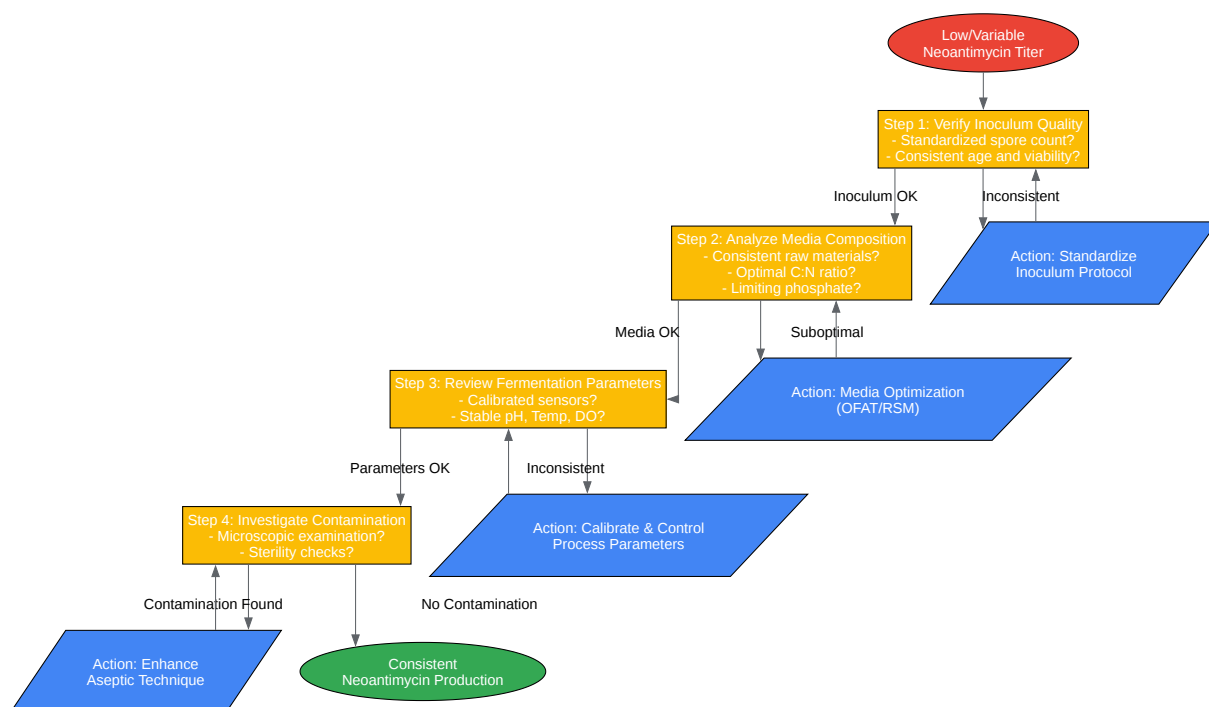 Low/Variable
Neoantimycin Titer
Step 1: Verify Inoculum Quality
- Standardized spore count?
- Consistent age and viability?
Inoculum OK
Inconsistent
Step 2: Analyze Media Composition
- Consistent raw materials?
- Optimal C:N ratio?
- Limiting phosphate?
Action: Standardize
Inoculum Protocol
Media OK
Suboptimal
Step 3: Review Fermentation Parameters
- Calibrated sensors?
- Stable pH, Temp, DO?
Action: Media Optimization
(OFAT/RSM)
Parameters OK
Inconsistent
Step 4: Investigate Contamination
- Microscopic examination?
- Sterility checks?
Action: Calibrate & Control
Process Parameters
Contamination Found
No Contamination
Action: Enhance
Aseptic Technique
Consistent
Neoantimycin Production